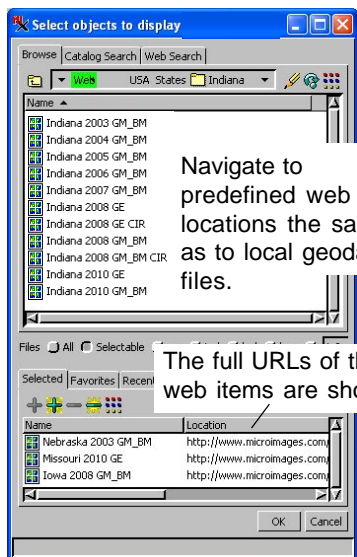 Select objects to display
Browse Catalog Search Web Search
Web USA States Indiana
Name
Indiana 2003 GM_BM
Indiana 2004 GM_BM
Indiana 2005 GM_BM
Indiana 2006 GM_BM
Indiana 2007 GM_BM
Indiana 2008 GE
Indiana 2008 GE CIR
Indiana 2008 GM_BM
Indiana 2008 GM_BM CIR
Indiana 2010 GE
Indiana 2010 GM_BM
Navigate to
predefined web
locations the sa
as to local geoda
files.
Files All Selectable
The full URLs of th
web items are sho
Selected Favorites Recent
Name Location
Nebraska 2003 GM_BM http://www.microimages.com/
Missouri 2010 GE http://www.microimages.com/
Iowa 2008 GM_BM http://www.microimages.com/
OK Cancel